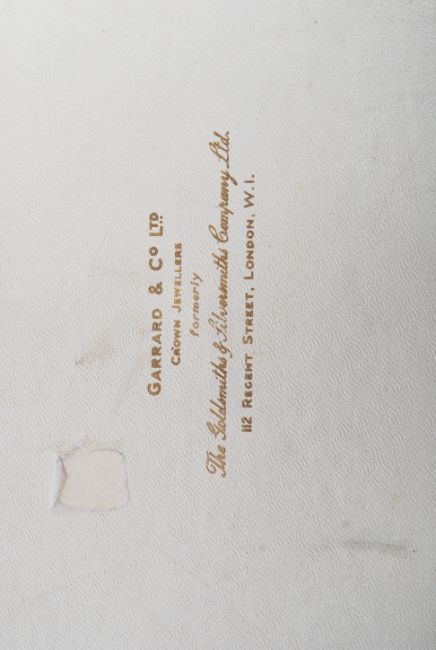 GARRARD & CO LTD
CROWN JEWELLERS
formerly
The Goldsmiths & Silversmiths Company Ltd.
112 REGENT STREET, LONDON, W.1.